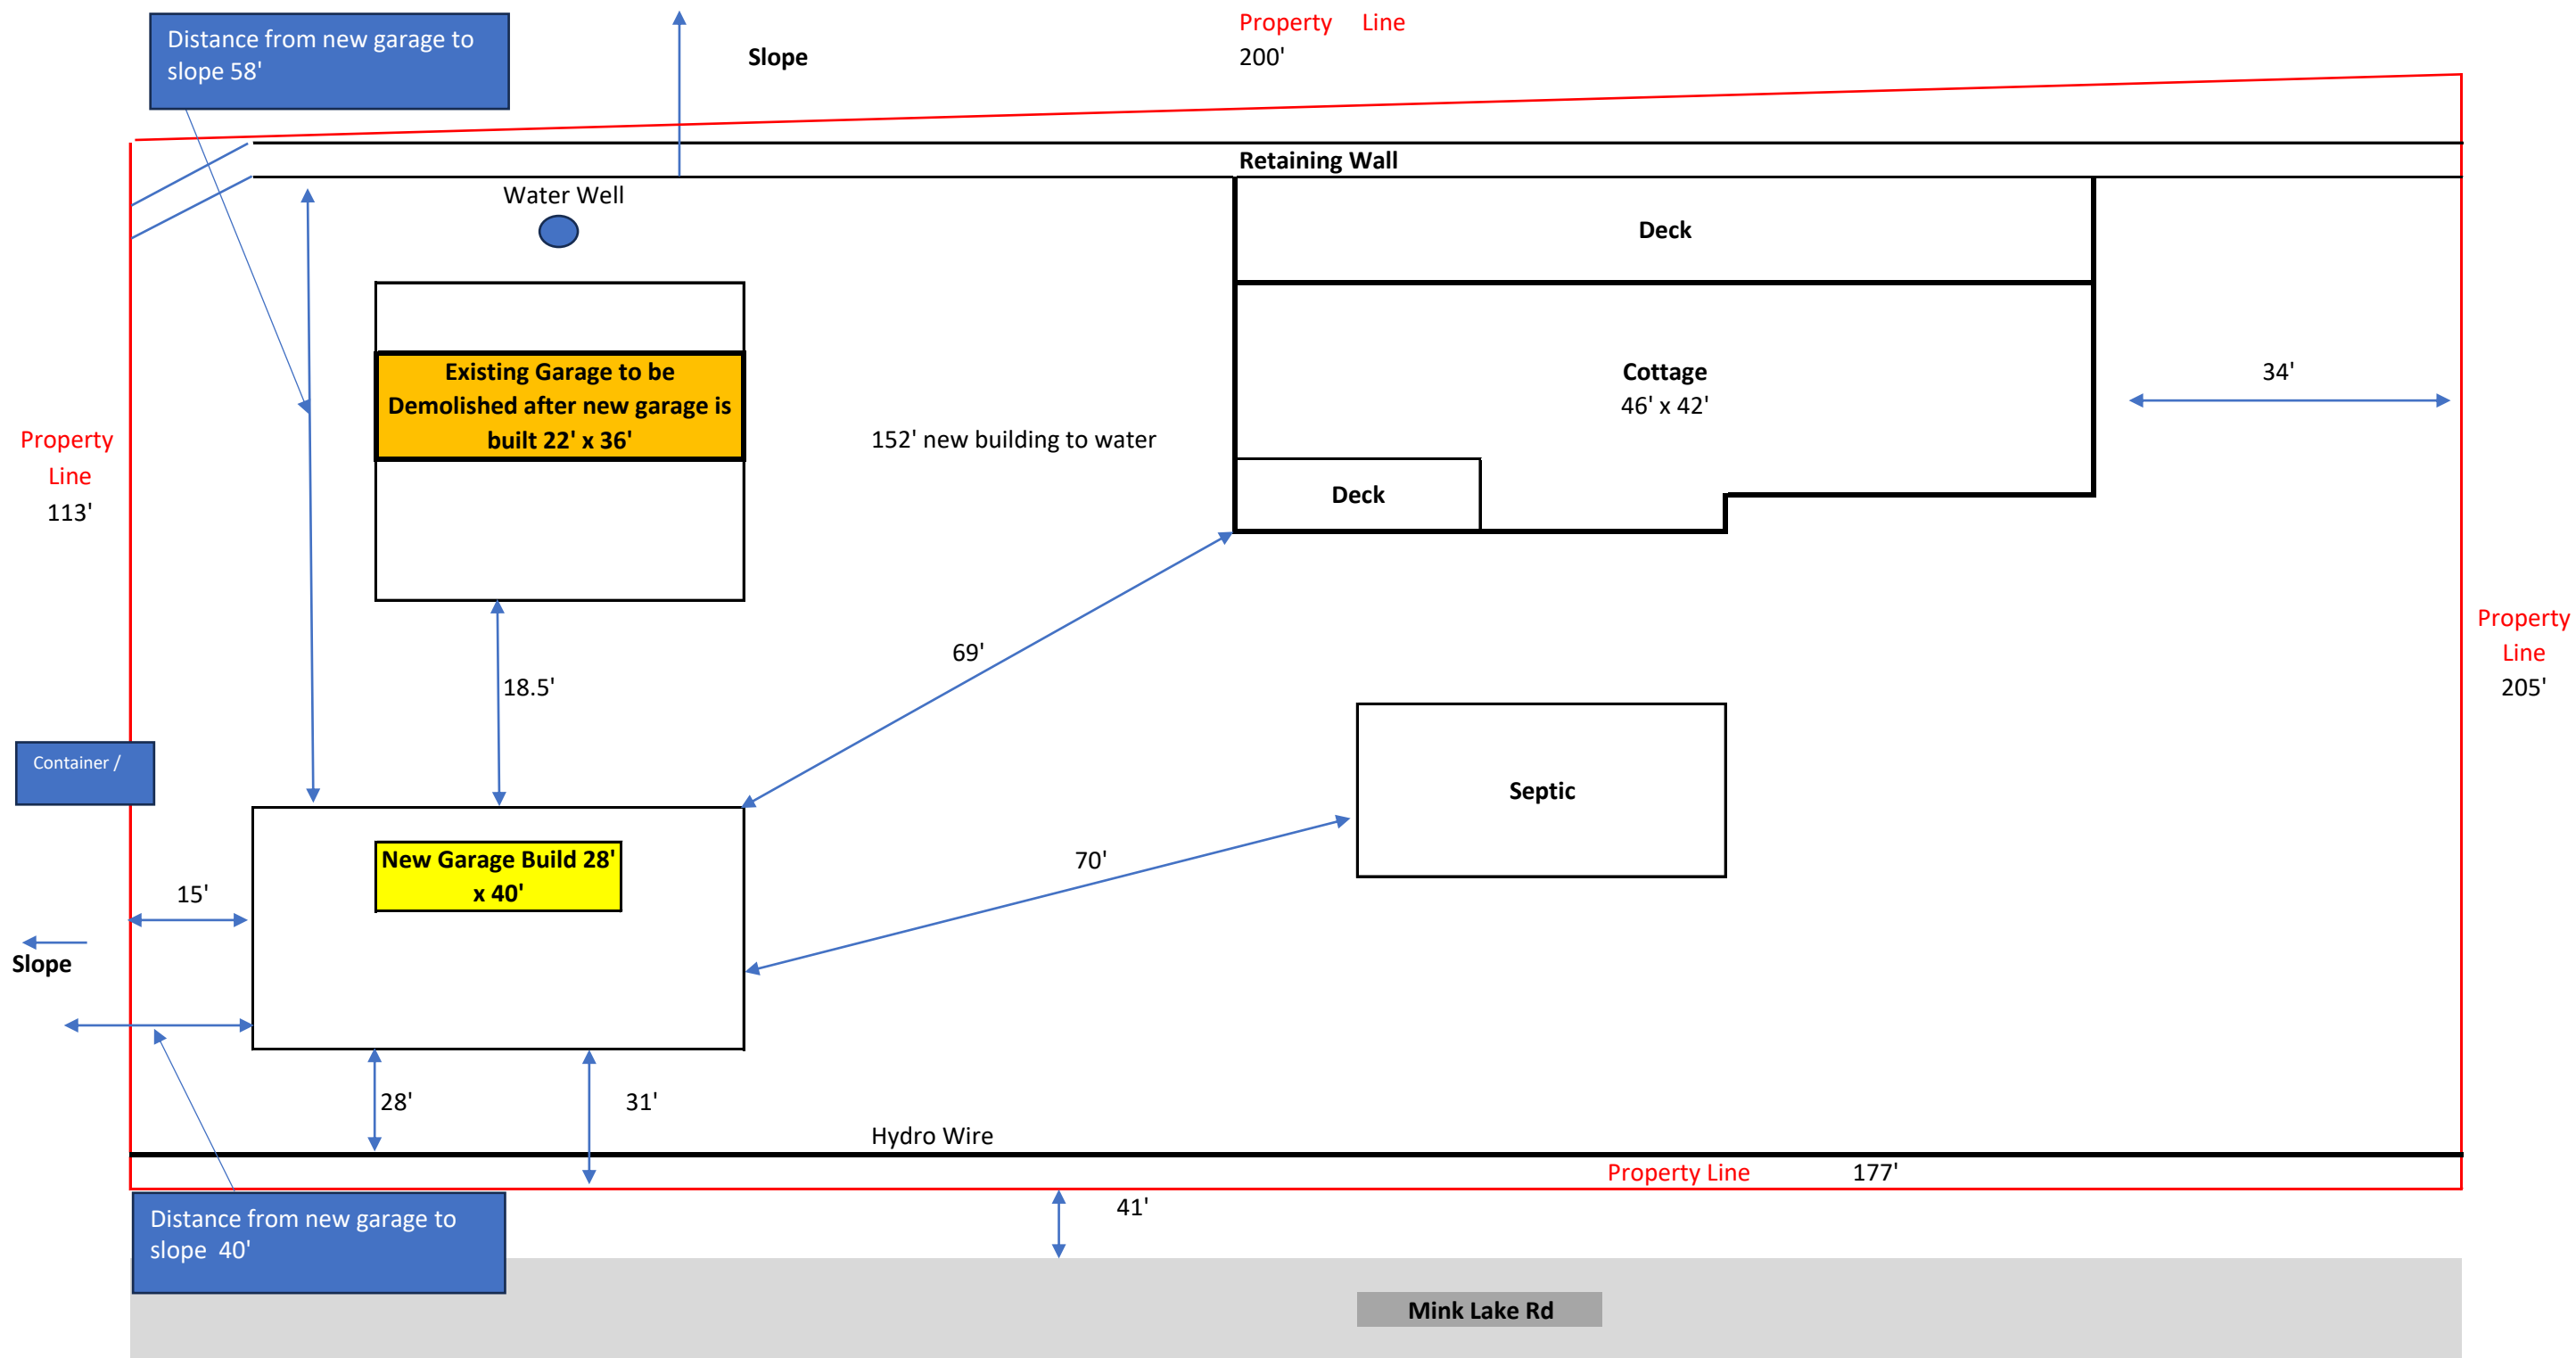 Distance from new garage to
slope 58'
Slope
Property Line
200'
Retaining Wall
Water Well
Deck
Existing Garage to be
Demolished after new garage is
built 22' x 36'
Cottage
46' x 42'
34'
Property
Line
113'
152' new building to water
Deck
Property
Line
205'
69'
18.5'
Container /
Septic
New Garage Build 28'
x 40'
70'
15'
Slope
28'
31'
Hydro Wire
Property Line 177'
41'
Distance from new garage to
slope 40'
Mink Lake Rd